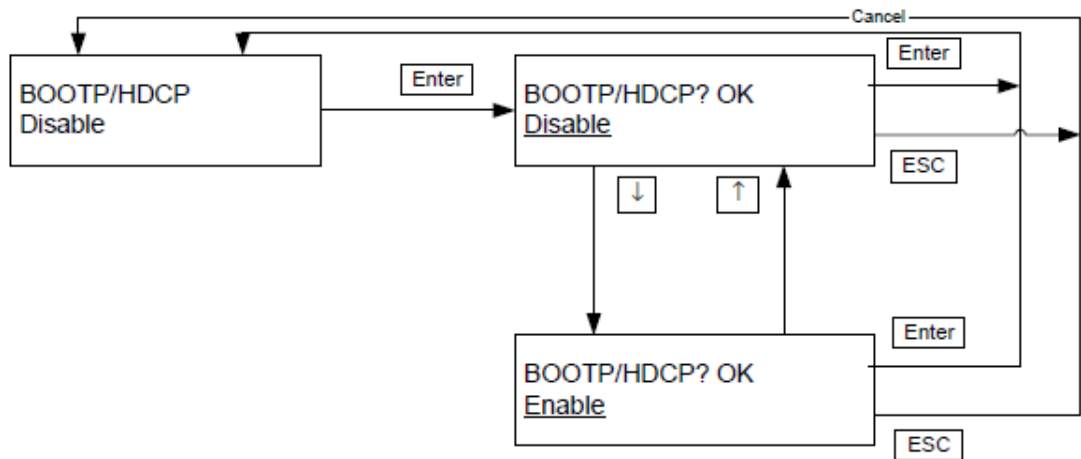 Cancel
BOOTP/HDCP
Disable
Enter
BOOTP/HDCP? OK
Disable
Enter
ESC
↓
↑
BOOTP/HDCP? OK
Enable
Enter
ESC